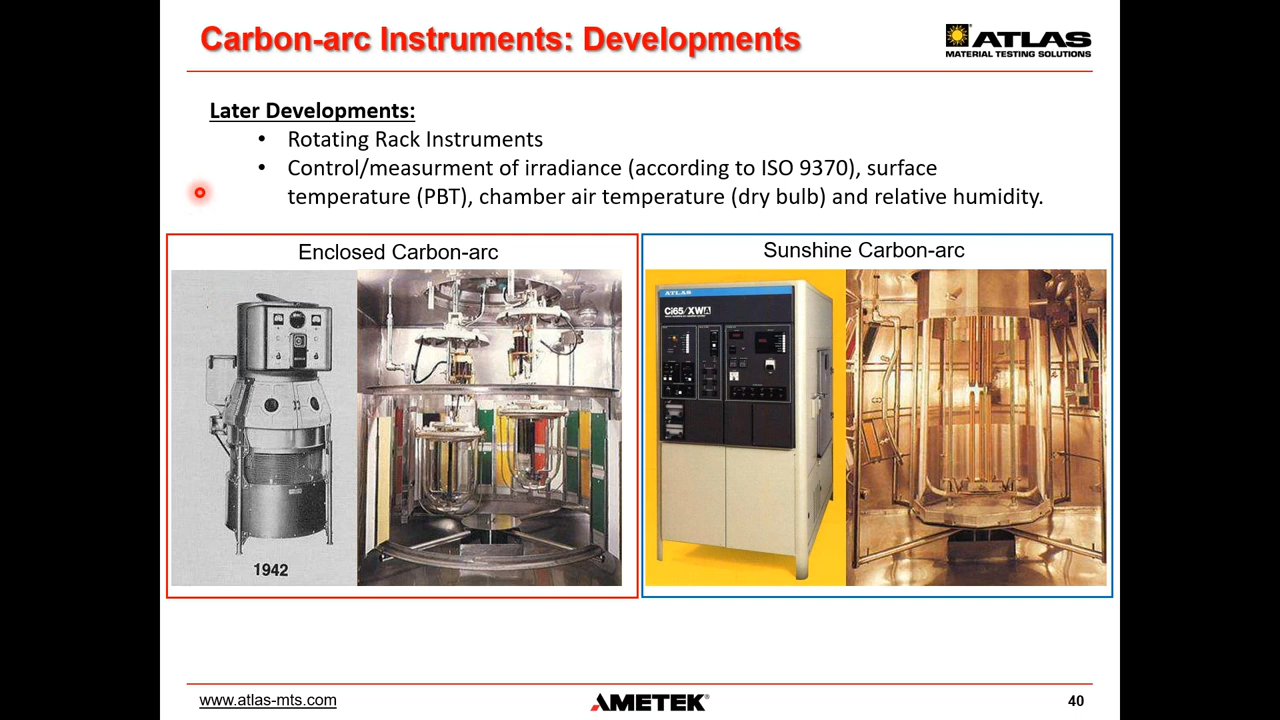 Carbon-arc Instruments: Developments
ATLAS
MATERIAL TESTING SOLUTIONS
Later Developments:
• Rotating Rack Instruments
• Control/measurment of irradiance (according to ISO 9370), surface
temperature (PBT), chamber air temperature (dry bulb) and relative humidity.
Enclosed Carbon-arc
Sunshine Carbon-arc
1942
ATLAS
Ci65/XWA
www.atlas-mts.com
AMETEK®
40